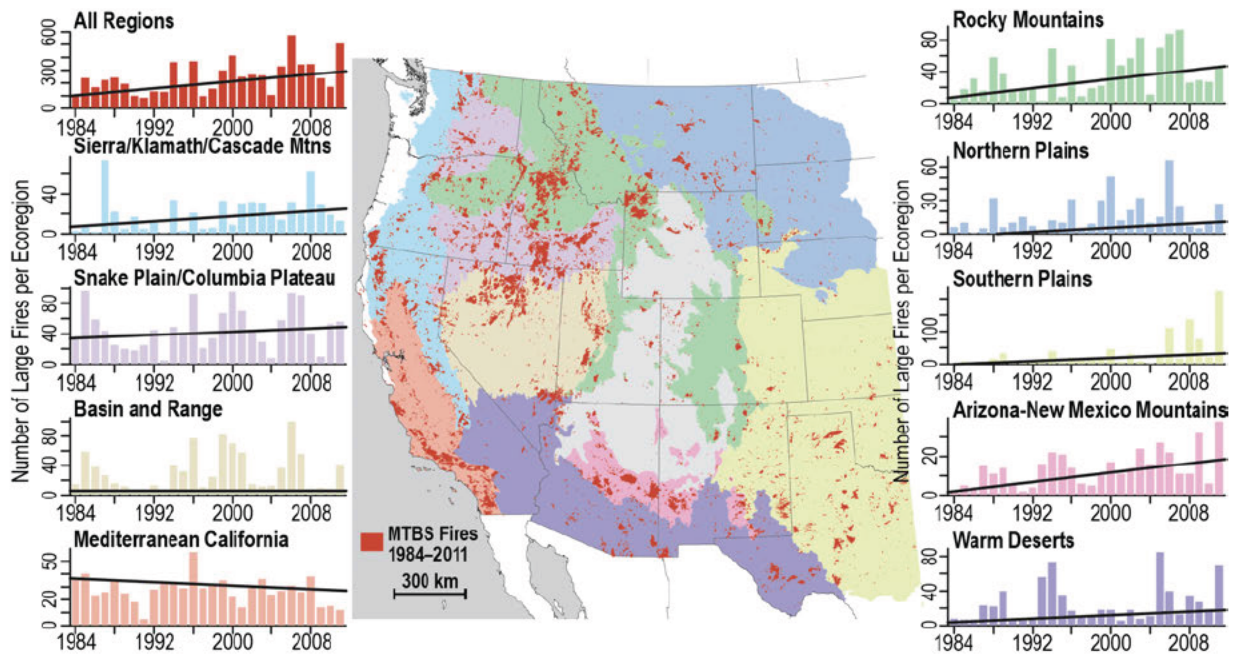 All Regions
600
300
0
1984 1992 2000 2008
Sierra/Klamath/Cascade Mtns
40
0
1984 1992 2000 2008
Snake Plain/Columbia Plateau
80
40
0
1984 1992 2000 2008
Basin and Range
80
40
0
1984 1992 2000 2008
Mediterranean California
50
20
0
1984 1992 2000 2008
Number of Large Fires per Ecoregion
MTBS Fires
1984–2011
300 km
Number of Large Fires per Ecoregion
Rocky Mountains
80
40
0
1984 1992 2000 2008
Northern Plains
60
30
0
1984 1992 2000 2008
Southern Plains
100
0
1984 1992 2000 2008
Arizona-New Mexico Mountains
20
0
1984 1992 2000 2008
Warm Deserts
80
40
0
1984 1992 2000 2008